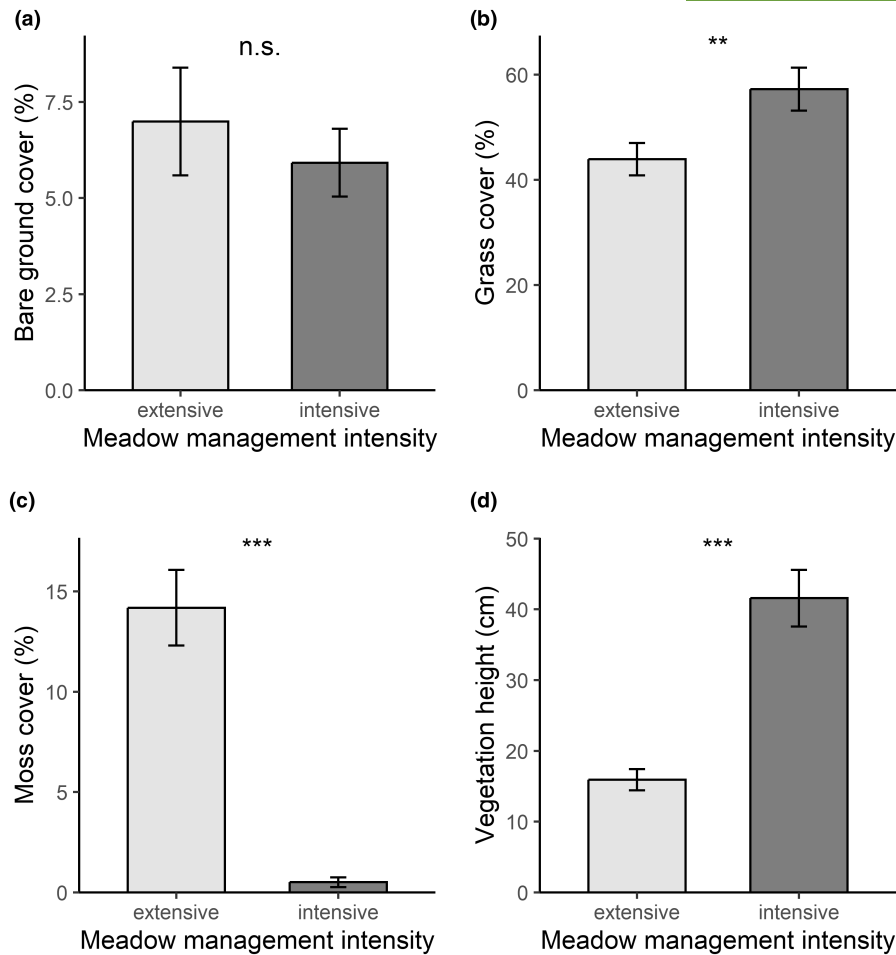 (a)
n.s.
Bare ground cover (%)
7.5
5.0
2.5
0.0
extensive intensive
Meadow management intensity
(b)
**
Grass cover (%)
60
40
20
0
extensive intensive
Meadow management intensity
(c)
***
Moss cover (%)
15
10
5
0
extensive intensive
Meadow management intensity
(d)
***
Vegetation height (cm)
50
40
30
20
10
0
extensive intensive
Meadow management intensity